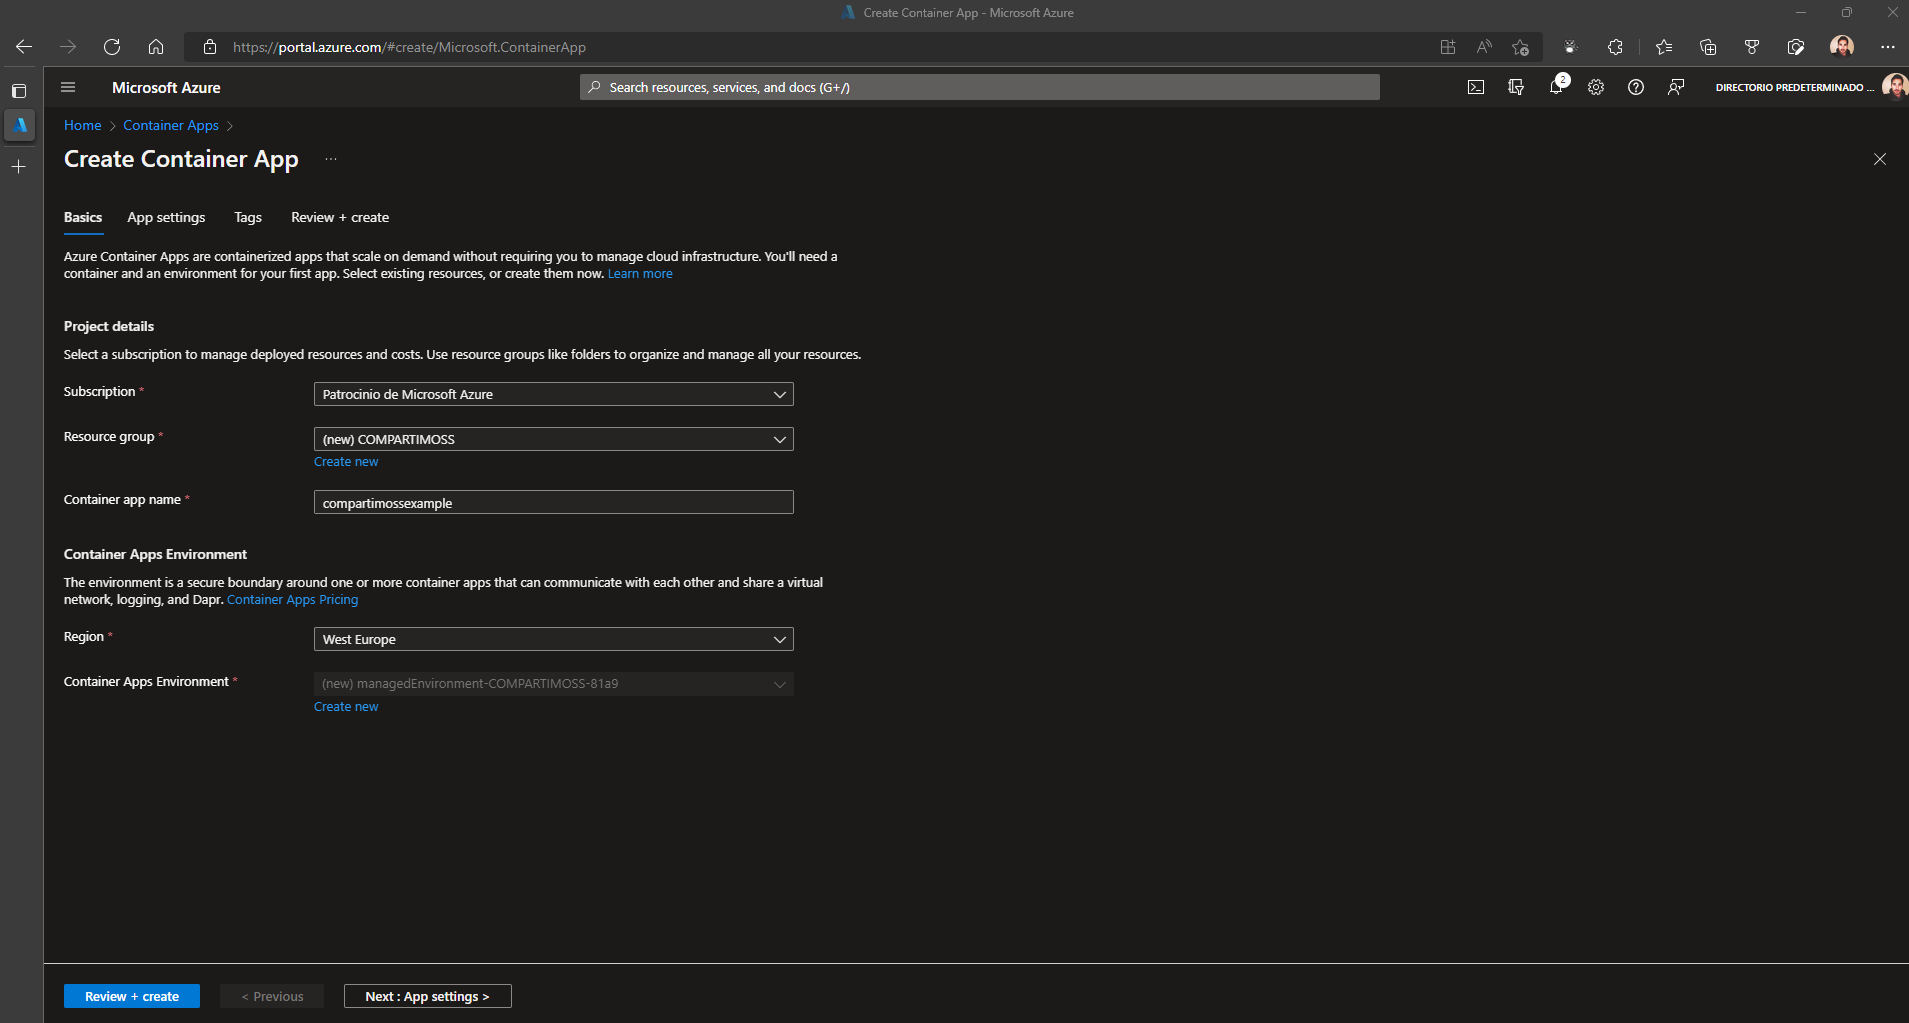 Create Container App - Microsoft Azure
https://portal.azure.com/#create/Microsoft.ContainerApp
Microsoft Azure
Search resources, services, and docs (G+/)
2
DIRECTORIO PREDETERMINADO ...
Home > Container Apps >
Create Container App ...
Basics App settings Tags Review + create
Azure Container Apps are containerized apps that scale on demand without requiring you to manage cloud infrastructure. You'll need a
container and an environment for your first app. Select existing resources, or create them now. Learn more
Project details
Select a subscription to manage deployed resources and costs. Use resource groups like folders to organize and manage all your resources.
Subscription *
Patrocinio de Microsoft Azure
Resource group *
(new) COMPARTIMOSS
Create new
Container app name *
compartimossexample
Container Apps Environment
The environment is a secure boundary around one or more container apps that can communicate with each other and share a virtual
network, logging, and Dapr. Container Apps Pricing
Region *
West Europe
Container Apps Environment *
(new) managedEnvironment-COMPARTIMOSS-81a9
Create new
Review + create
< Previous
Next : App settings >